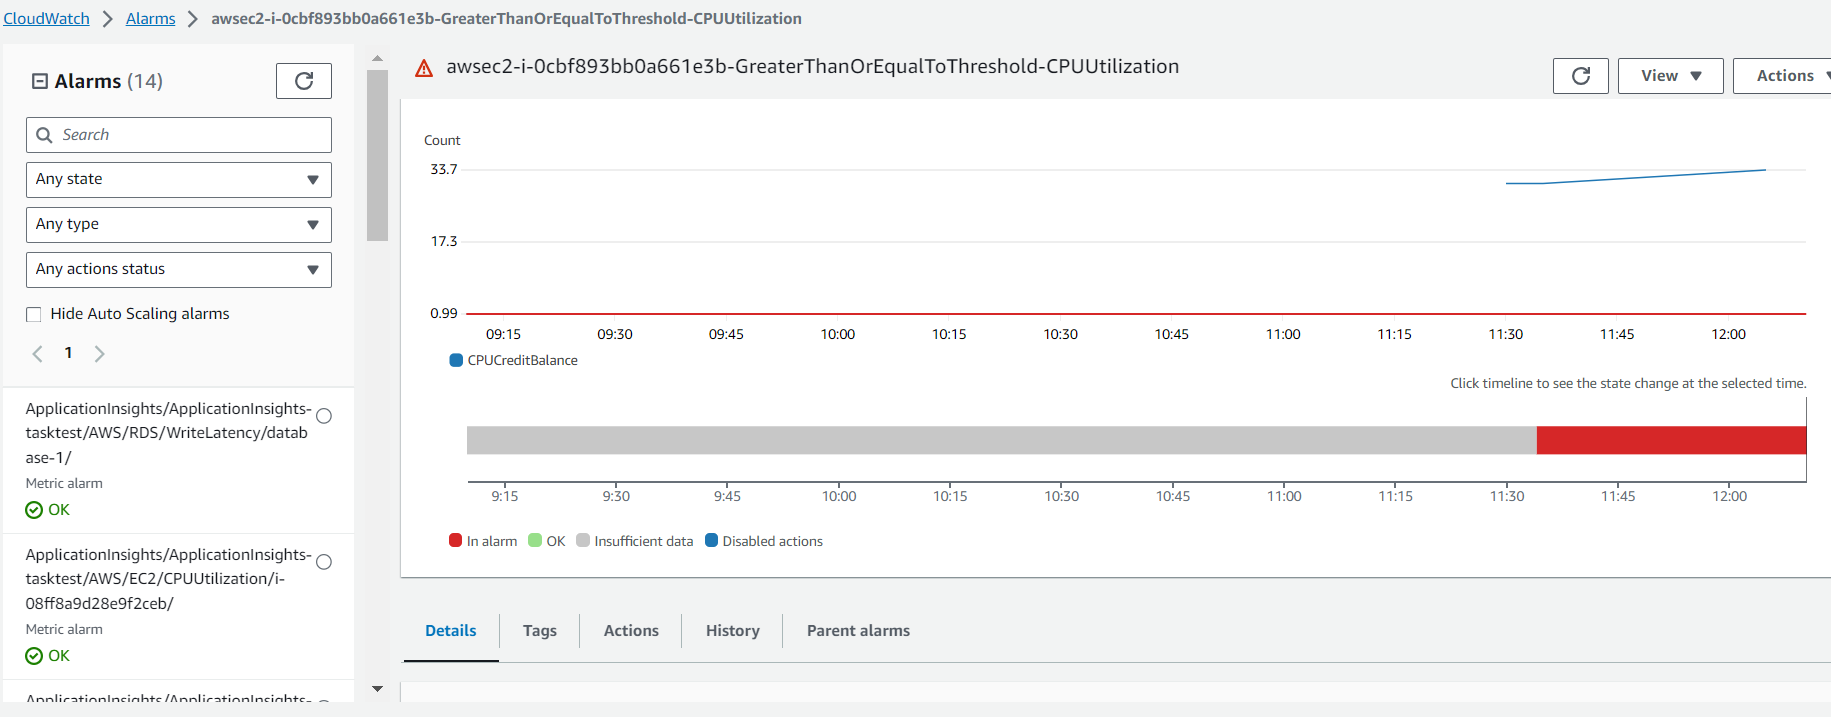 CloudWatch > Alarms > awsec2-i-0cbf893bb0a661e3b-GreaterThanOrEqualToThreshold-CPUUtilization
Alarms (14)
Search
Any state
Any type
Any actions status
Hide Auto Scaling alarms
1
ApplicationInsights/ApplicationInsights-
tasktest/AWS/RDS/WriteLatency/datab
ase-1/
Metric alarm
OK
ApplicationInsights/ApplicationInsights-
tasktest/AWS/EC2/CPUUtilization/i-
08ff8a9d28e9f2ceb/
Metric alarm
OK
ApplicationInsights/ApplicationInsights-
awsec2-i-0cbf893bb0a661e3b-GreaterThanOrEqualToThreshold-CPUUtilization
View
Actions
Count
33.7
17.3
0.99
09:15 09:30 09:45 10:00 10:15 10:30 10:45 11:00 11:15 11:30 11:45 12:00
CPUCreditBalance
Click timeline to see the state change at the selected time.
9:15 9:30 9:45 10:00 10:15 10:30 10:45 11:00 11:15 11:30 11:45 12:00
In alarm OK Insufficient data Disabled actions
Details Tags Actions History Parent alarms